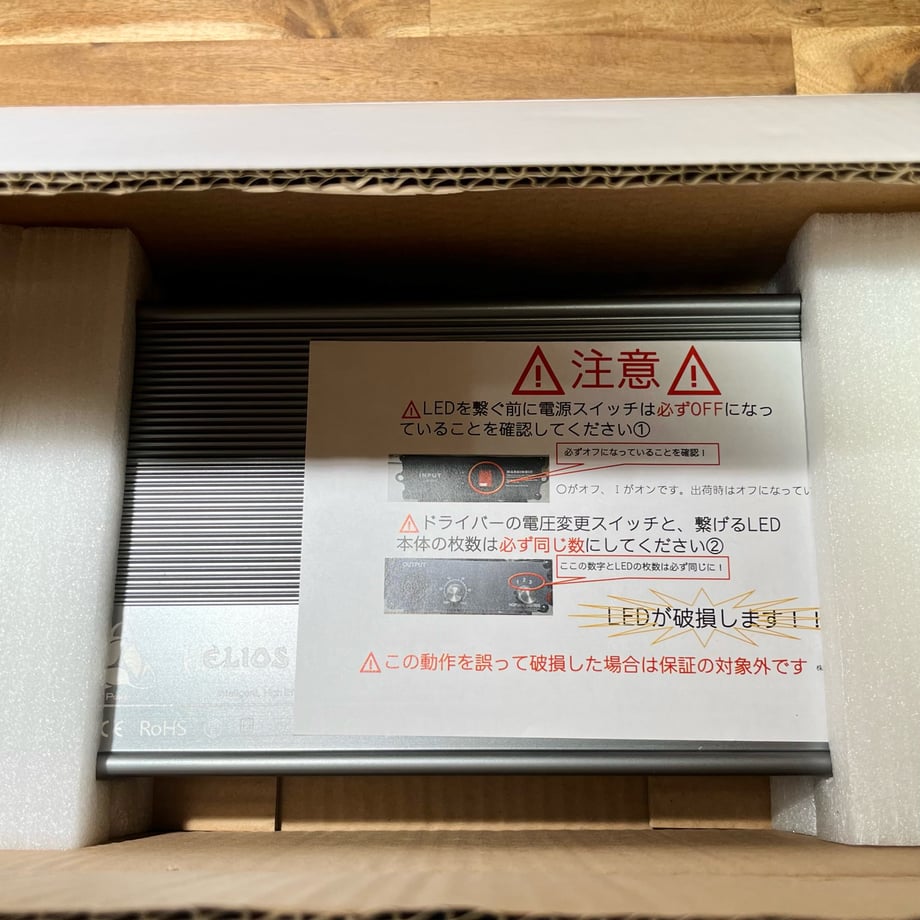 注意
LEDを繋ぐ前に電源スイッチは必ずOFFになっ
ていることを確認してください①
必ずオフになっていることを確認！
INPUT
〇がオフ、Ｉがオンです。出荷時はオフになってい
ドライバーの電圧変更スイッチと、繋げるLED
本体の枚数は必ず同じ数にしてください②
OUTPUT
ここの数字とLEDの枚数は必ず同じに！
1 2 3
LEDが破損します！！
この動作を誤って破損した場合は保証の対象外です
ELIOS
Intelligent, High
CE RoHS